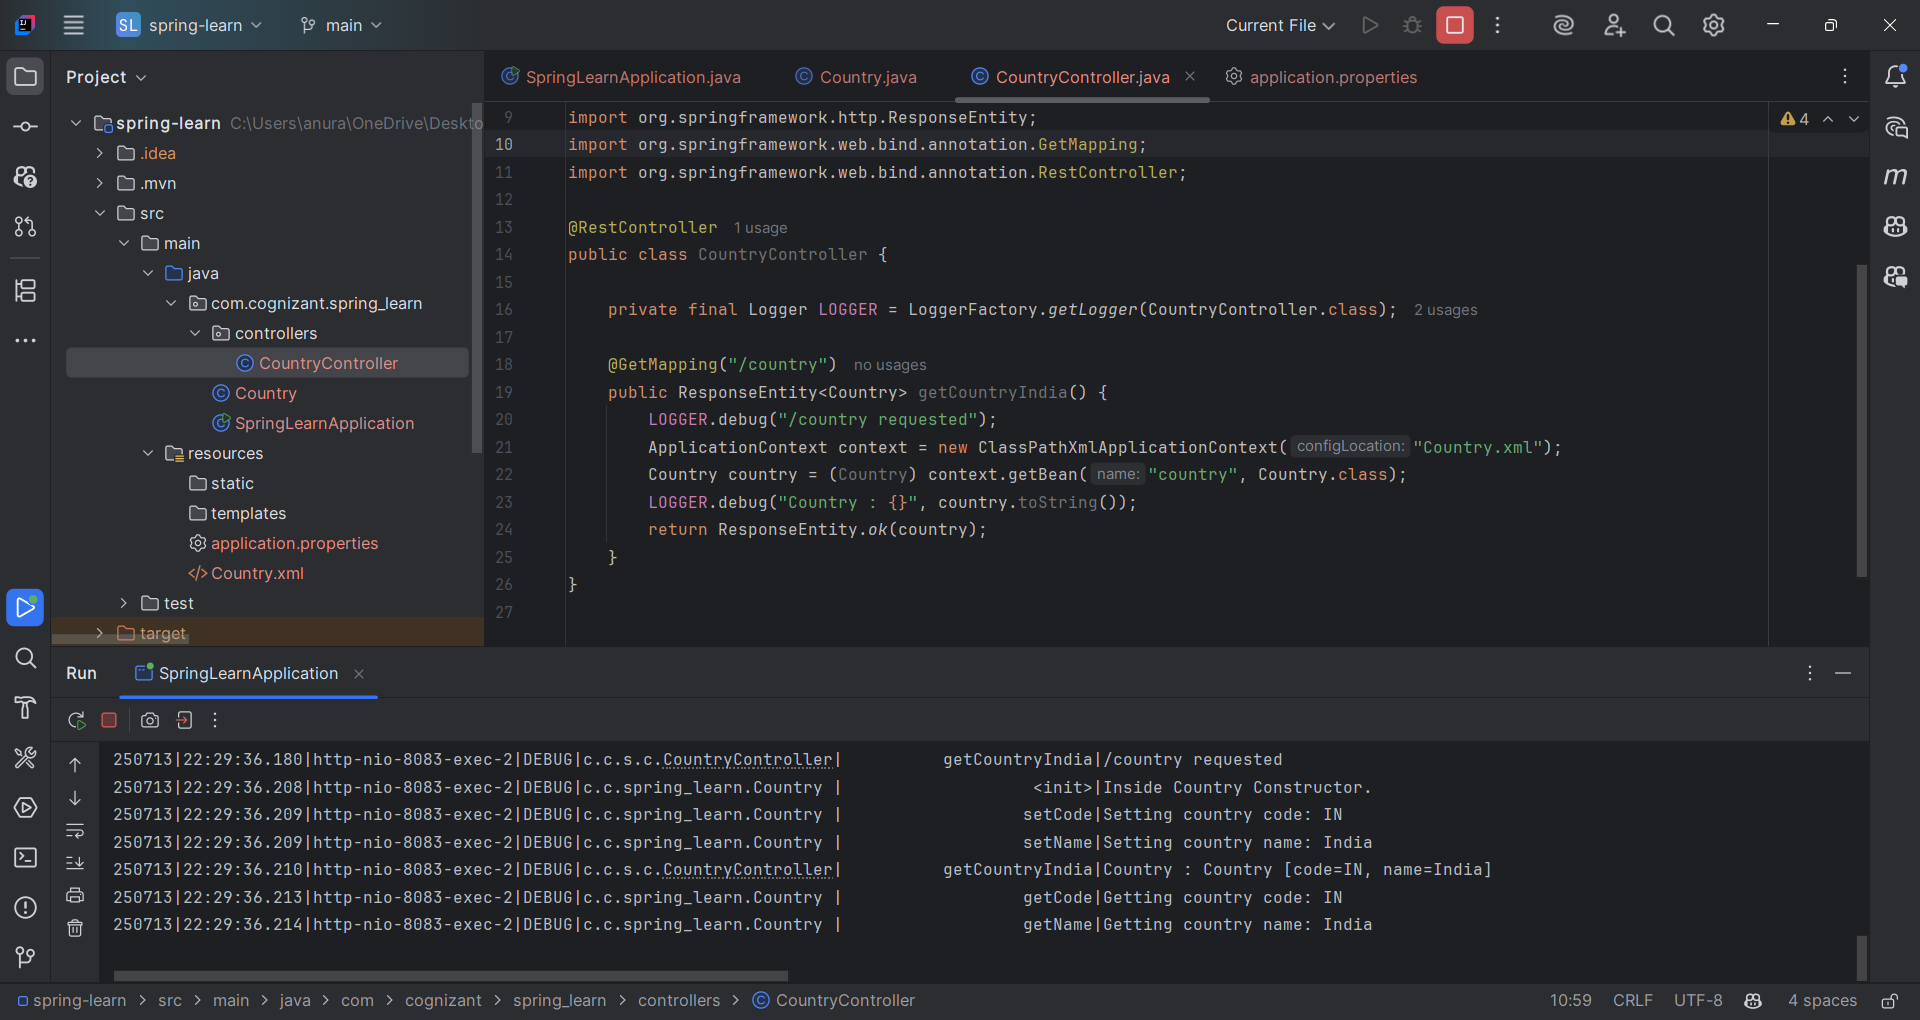 SL spring-learn main Current File
Project
SpringLearnApplication.java Country.java CountryController.java application.properties
spring-learn C:\Users\anura\OneDrive\Deskto
.idea
.mvn
src
main
java
com.cognizant.spring_learn
controllers
CountryController
Country
SpringLearnApplication
resources
static
templates
application.properties
Country.xml
test
target
4
9 import org.springframework.http.ResponseEntity;
10 import org.springframework.web.bind.annotation.GetMapping;
11 import org.springframework.web.bind.annotation.RestController;
12
13 @RestController 1 usage
14 public class CountryController {
15
16 private final Logger LOGGER = LoggerFactory.getLogger(CountryController.class); 2 usages
17
18 @GetMapping("/country") no usages
19 public ResponseEntity<Country> getCountryIndia() {
20 LOGGER.debug("/country requested");
21 ApplicationContext context = new ClassPathXmlApplicationContext( configLocation: "Country.xml");
22 Country country = (Country) context.getBean( name: "country", Country.class);
23 LOGGER.debug("Country : {}", country.toString());
24 return ResponseEntity.ok(country);
25 }
26 }
27
Run SpringLearnApplication
250713|22:29:36.180|http-nio-8083-exec-2|DEBUG|c.c.s.c.CountryController| getCountryIndia|/country requested
250713|22:29:36.208|http-nio-8083-exec-2|DEBUG|c.c.spring_learn.Country | <init>|Inside Country Constructor.
250713|22:29:36.209|http-nio-8083-exec-2|DEBUG|c.c.spring_learn.Country | setCode|Setting country code: IN
250713|22:29:36.209|http-nio-8083-exec-2|DEBUG|c.c.spring_learn.Country | setName|Setting country name: India
250713|22:29:36.210|http-nio-8083-exec-2|DEBUG|c.c.s.c.CountryController| getCountryIndia|Country : Country [code=IN, name=India]
250713|22:29:36.213|http-nio-8083-exec-2|DEBUG|c.c.spring_learn.Country | getCode|Getting country code: IN
250713|22:29:36.214|http-nio-8083-exec-2|DEBUG|c.c.spring_learn.Country | getName|Getting country name: India
spring-learn > src > main > java > com > cognizant > spring_learn > controllers > CountryController 10:59 CRLF UTF-8 4 spaces